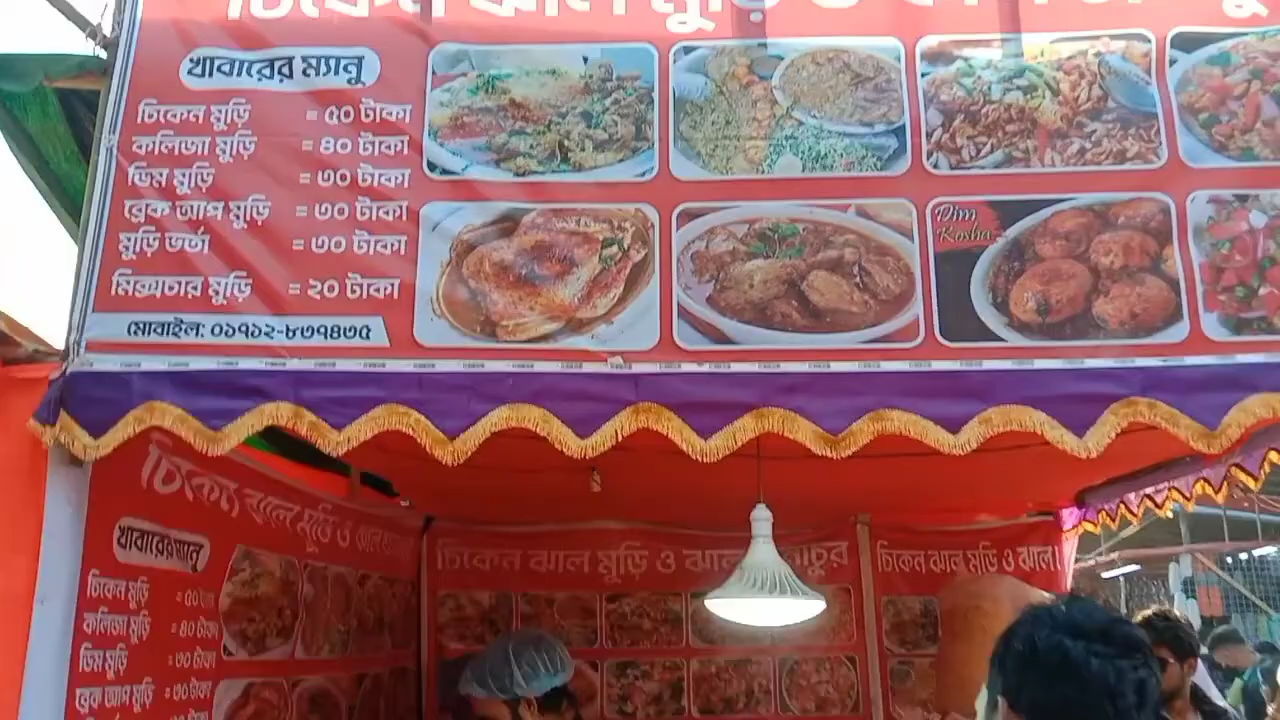 চিকেন ঝাল মুড়ি ও
খাবারের ম্যানু
চিকেন মুড়ি = ৫০ টাকা
কলিজা মুড়ি = ৪০ টাকা
ডিম মুড়ি = ৩০ টাকা
ব্রেক আপ মুড়ি = ৩০ টাকা
মুড়ি ভর্তা = ৩০ টাকা
মিক্সচার মুড়ি = ২০ টাকা
মোবাইল: ০১৭১২-৮৩৭৪৩৫
Dim
Kosha
চিকেন ঝাল মুড়ি ও ঝাল
খাবারের ম্যানু
চিকেন মুড়ি = ৫০
কলিজা মুড়ি = ৪০ টাকা
ডিম মুড়ি = ৩০ টাকা
ব্রেক আপ মুড়ি = ৩০ টাকা
চিকেন ঝাল মুড়ি ও ঝাল
চিকেন ঝাল মুড়ি ও ঝাল